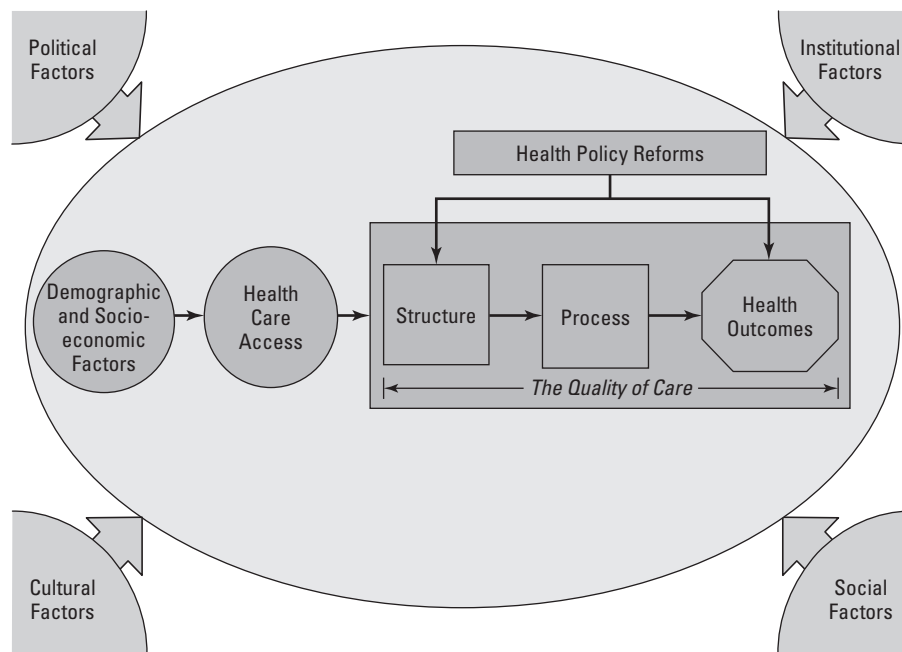 Political
Factors
Institutional
Factors
Health Policy Reforms
Demographic
and Socio-
economic
Factors
Health
Care
Access
Structure
Process
Health
Outcomes
The Quality of Care
Cultural
Factors
Social
Factors